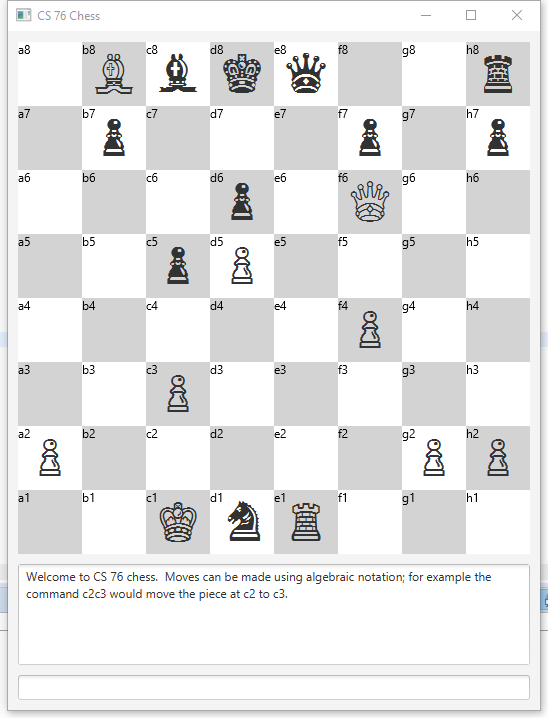 CS 76 Chess
a8 b8 c8 d8 e8 f8 g8 h8
a7 b7 c7 d7 e7 f7 g7 h7
a6 b6 c6 d6 e6 f6 g6 h6
a5 b5 c5 d5 e5 f5 g5 h5
a4 b4 c4 d4 e4 f4 g4 h4
a3 b3 c3 d3 e3 f3 g3 h3
a2 b2 c2 d2 e2 f2 g2 h2
a1 b1 c1 d1 e1 f1 g1 h1
Welcome to CS 76 chess.  Moves can be made using algebraic notation; for example the
command c2c3 would move the piece at c2 to c3.